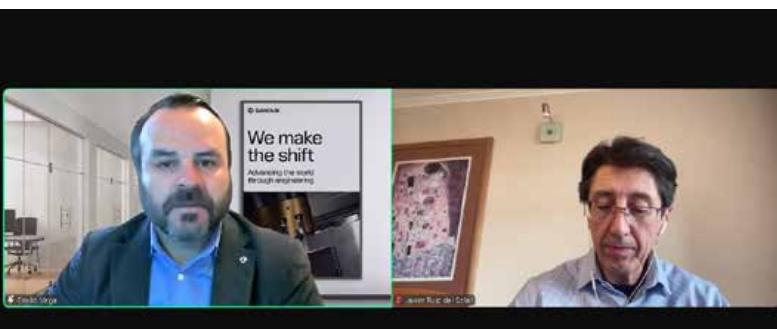 SANDVIK
We make
the shift
Advancing the world
through engineering
Emilio Vega
Javier Ruiz del Solar